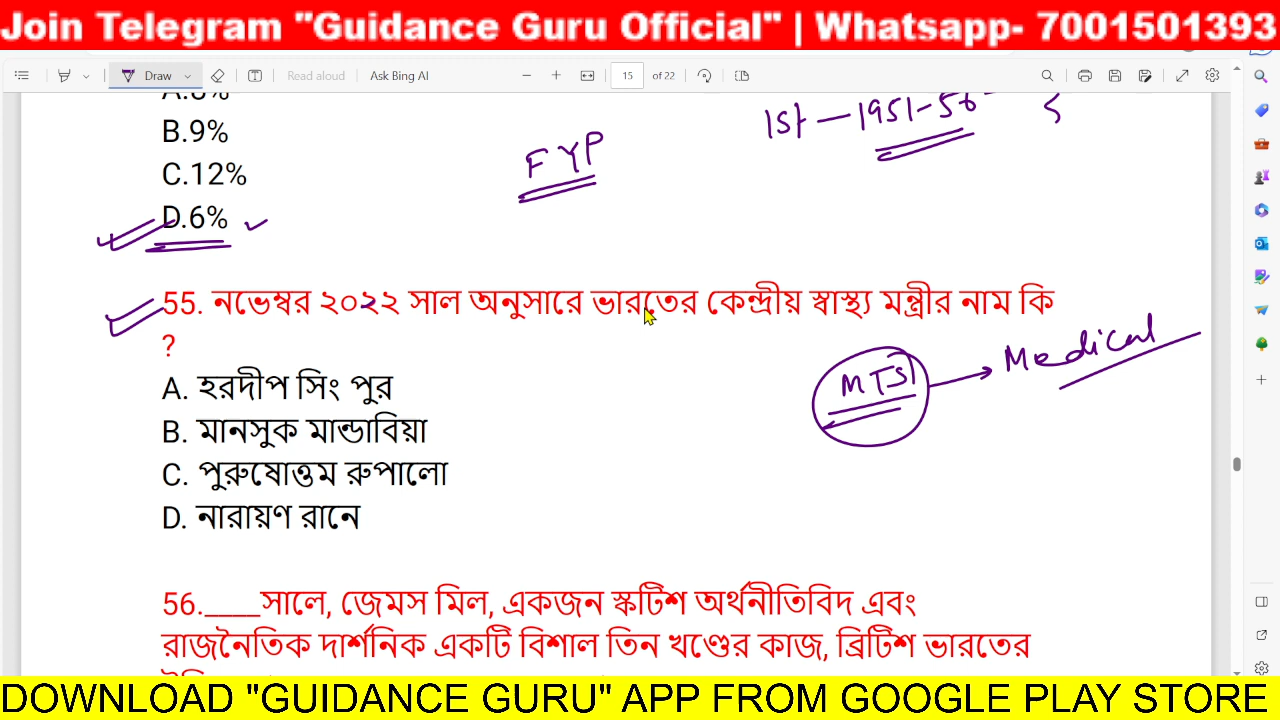 Join Telegram "Guidance Guru Official" | Whatsapp- 7001501393
Draw Read aloud Ask Bing AI 15 of 22
B.9%
C.12%
D.6%
FYP
1st — 1951-56
55. নভেম্বর ২০২২ সাল অনুসারে ভারতের কেন্দ্রীয় স্বাস্থ্য মন্ত্রীর নাম কি
?
A. হরদীপ সিং পুর
B. মানসুক মান্ডাবিয়া
C. পুরুষোত্তম রুপালো
D. নারায়ণ রানে
MTS → Medical
56.____সালে, জেমস মিল, একজন স্কটিশ অর্থনীতিবিদ এবং
রাজনৈতিক দার্শনিক একটি বিশাল তিন খণ্ডের কাজ, ব্রিটিশ ভারতের
DOWNLOAD "GUIDANCE GURU" APP FROM GOOGLE PLAY STORE